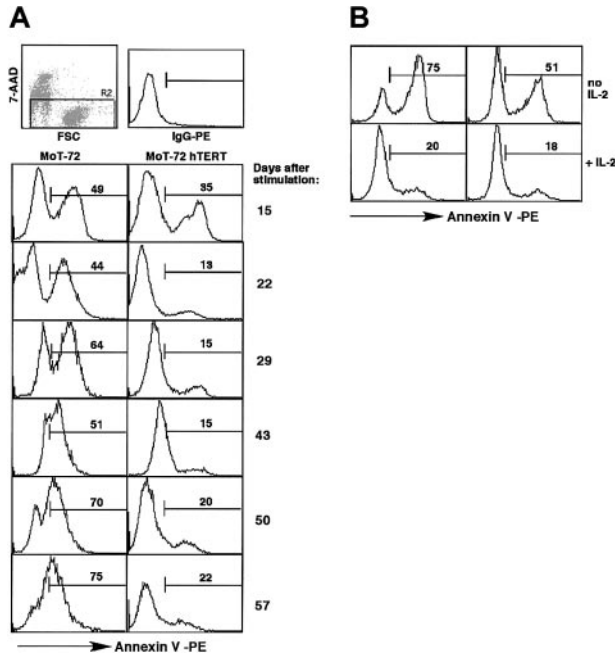 A
7-AAD
R2
FSC
IgG-PE
MoT-72 MoT-72 hTERT Days after stimulation:
49 35 15
44 13 22
64 15 29
51 15 43
70 20 50
75 22 57
Annexin V -PE
B
75 51 no IL-2
20 18 + IL-2
Annexin V -PE